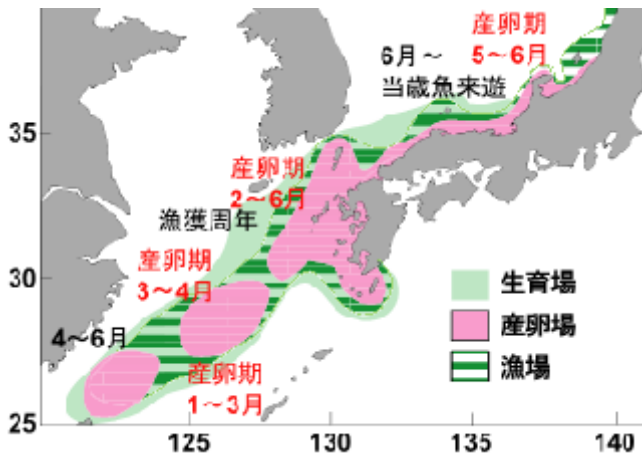 産卵期
5～6月
6月～
当歳魚来遊
35
産卵期
2～6月
漁獲周年
30
産卵期
3～4月
4～6月
産卵期
1～3月
25
生育場
産卵場
漁場
125
130
135
140